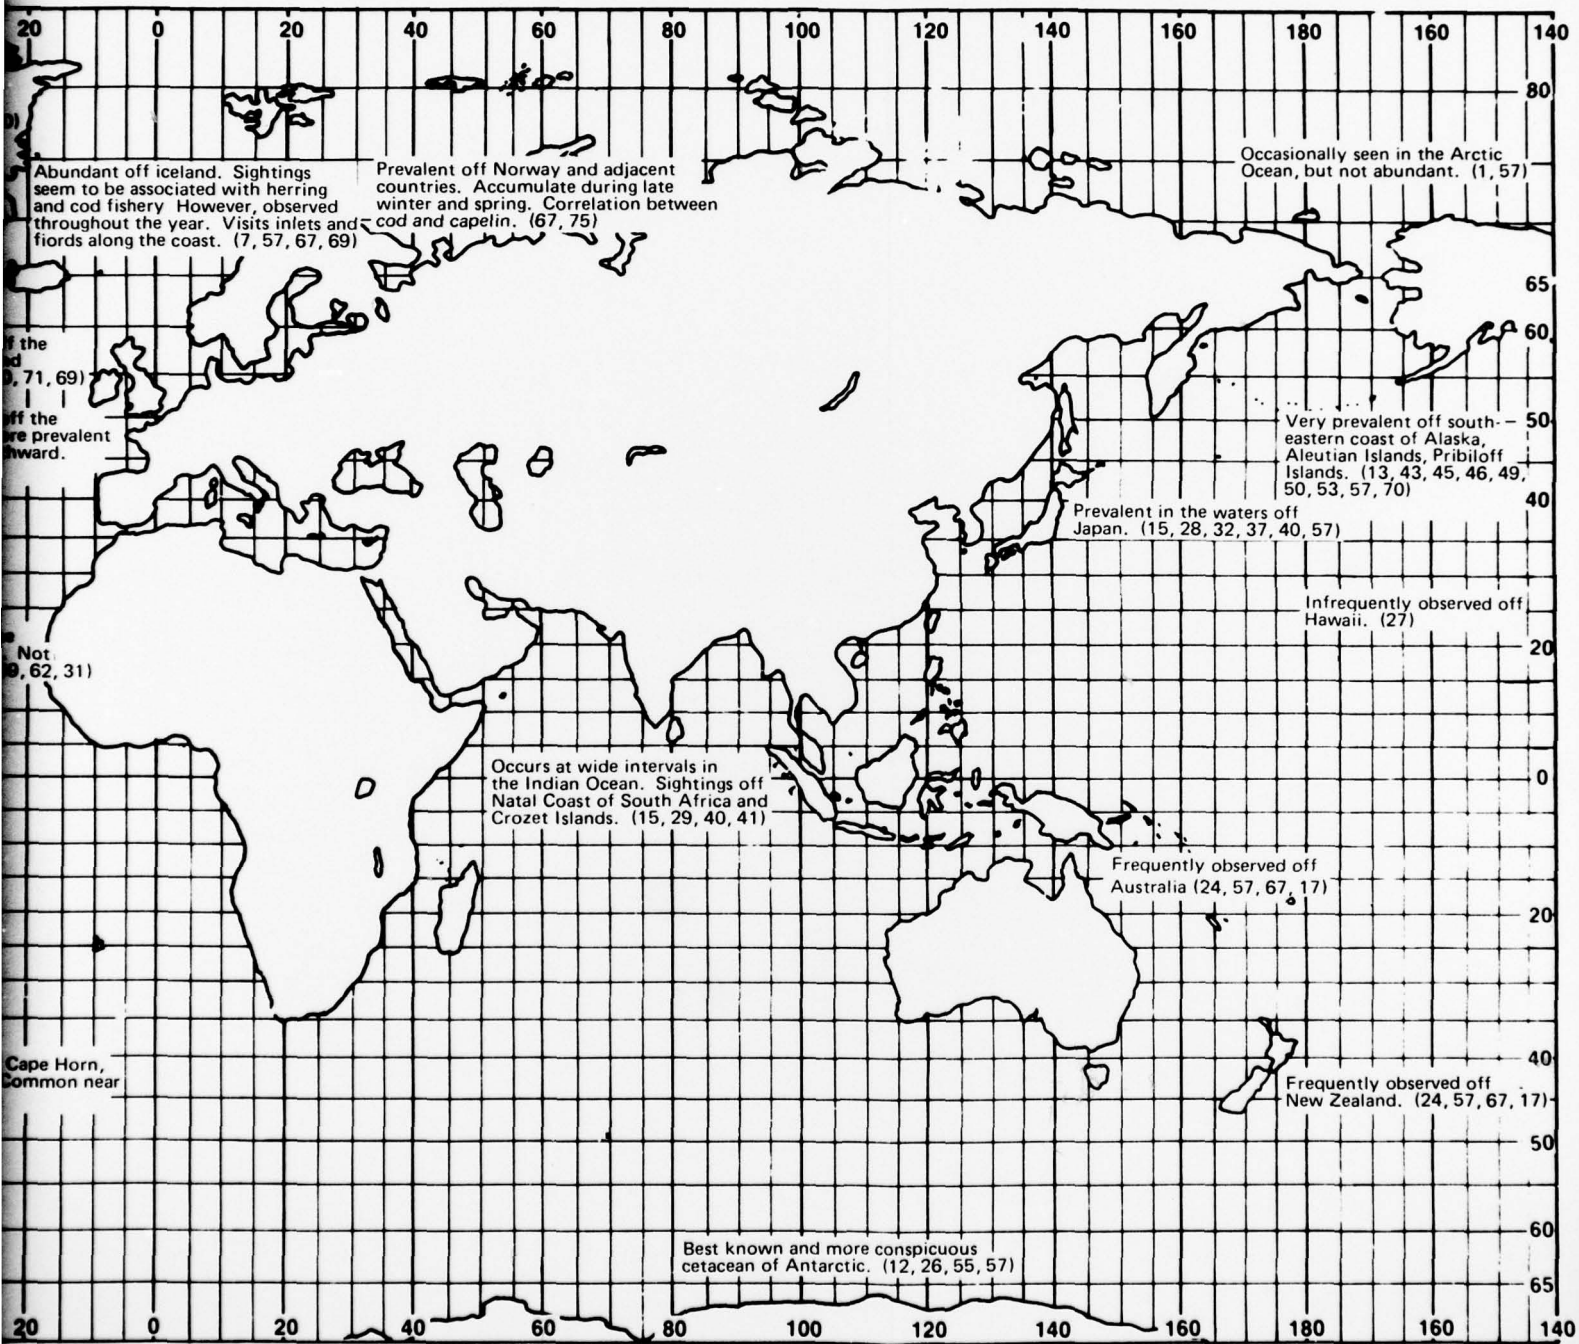 20 0 20 40 60 80 100 120 140 160 180 160 140
80
Abundant off iceland. Sightings
seem to be associated with herring
and cod fishery However, observed
throughout the year. Visits inlets and
fiords along the coast. (7, 57, 67, 69)
Prevalent off Norway and adjacent
countries. Accumulate during late
winter and spring. Correlation between
cod and capelin. (67, 75)
Occasionally seen in the Arctic
Ocean, but not abundant. (1, 57)
65
60
f the
, 71, 69)
off the
re prevalent
hward.
50
Very prevalent off south-
eastern coast of Alaska,
Aleutian Islands, Pribiloff
Islands. (13, 43, 45, 46, 49,
50, 53, 57, 70)
40
Prevalent in the waters off
Japan. (15, 28, 32, 37, 40, 57)
Infrequently observed off
Hawaii. (27)
20
Not
9, 62, 31)
0
Occurs at wide intervals in
the Indian Ocean. Sightings off
Natal Coast of South Africa and
Crozet Islands. (15, 29, 40, 41)
Frequently observed off
Australia (24, 57, 67, 17)
20
40
Cape Horn,
Common near
Frequently observed off
New Zealand. (24, 57, 67, 17)
50
60
Best known and more conspicuous
cetacean of Antarctic. (12, 26, 55, 57)
65
20 0 20 40 60 80 100 120 140 160 180 160 140